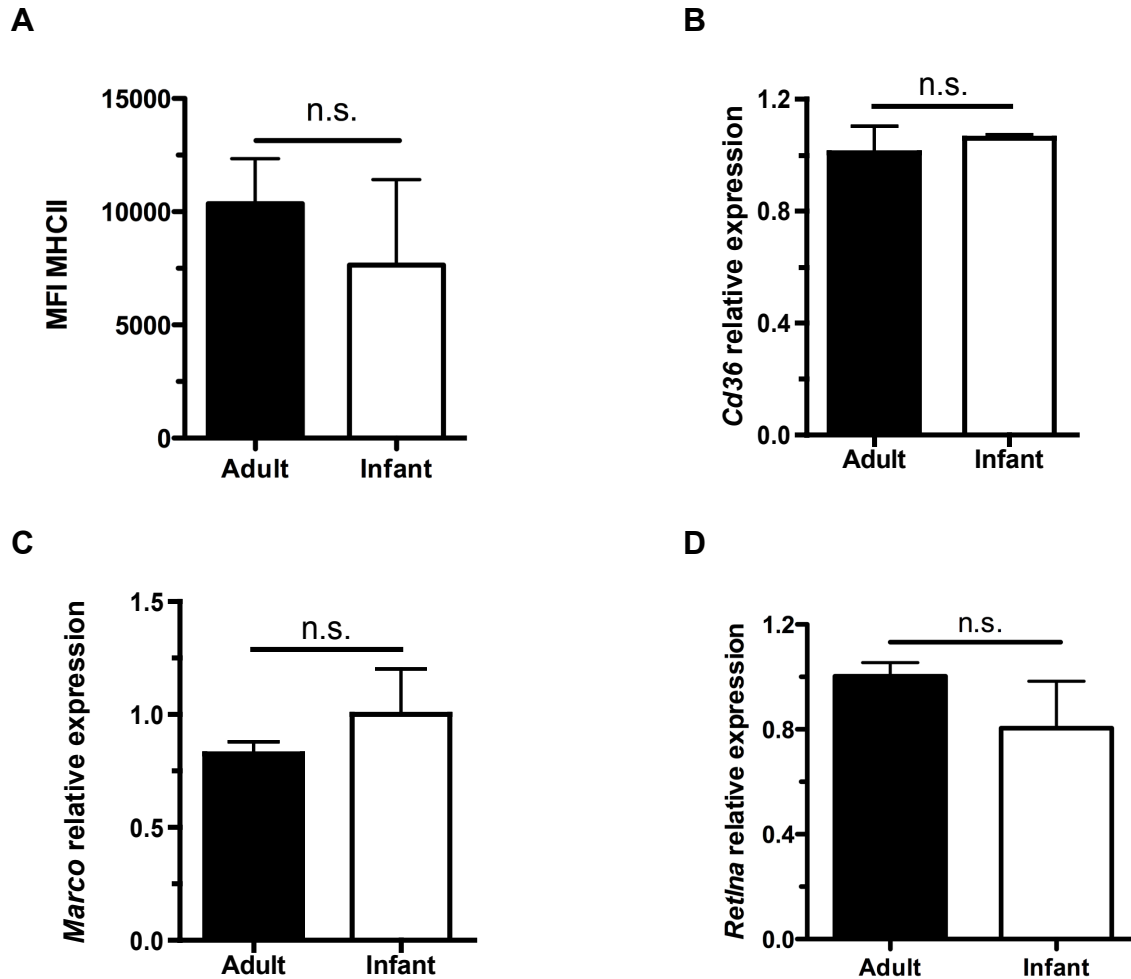 A
15000
10000
5000
0
MFI MHCII
n.s.
Adult
Infant
B
1.2
0.8
0.4
0.0
Cd36 relative expression
n.s.
Adult
Infant
C
1.5
1.0
0.5
0.0
Marco relative expression
n.s.
Adult
Infant
D
1.2
0.8
0.4
0.0
Retlna relative expression
n.s.
Adult
Infant